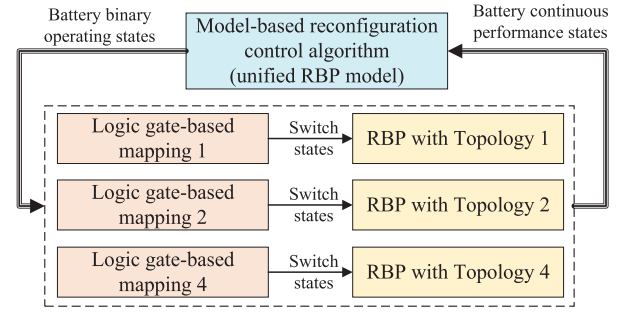 Battery binary
operating states
Model-based reconfiguration
control algorithm
(unified RBP model)
Battery continuous
performance states
Logic gate-based
mapping 1
Switch
states
RBP with Topology 1
Logic gate-based
mapping 2
Switch
states
RBP with Topology 2
Logic gate-based
mapping 4
Switch
states
RBP with Topology 4